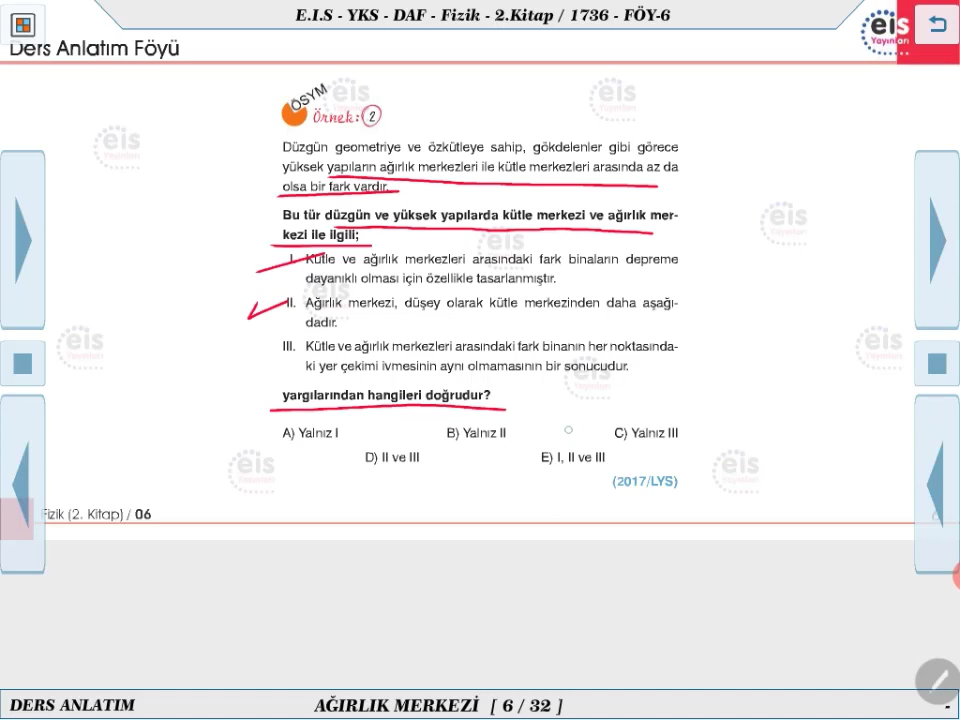 E.I.S - YKS - DAF - Fizik - 2.Kitap / 1736 - FÖY-6
Ders Anlatım Föyü
eis
Yayınları
ÖSYM
Örnek: 2
Düzgün geometriye ve özkütleye sahip, gökdelenler gibi görece
yüksek yapıların ağırlık merkezleri ile kütle merkezleri arasında az da
olsa bir fark vardır.
Bu tür düzgün ve yüksek yapılarda kütle merkezi ve ağırlık mer-
kezi ile ilgili;
I. Kütle ve ağırlık merkezleri arasındaki fark binaların depreme
dayanıklı olması için özellikle tasarlanmıştır.
II. Ağırlık merkezi, düşey olarak kütle merkezinden daha aşağı-
dadır.
III. Kütle ve ağırlık merkezleri arasındaki fark binanın her noktasında-
ki yer çekimi ivmesinin aynı olmamasının bir sonucudur.
yargılarından hangileri doğrudur?
A) Yalnız I B) Yalnız II C) Yalnız III
D) II ve III E) I, II ve III
(2017/LYS)
Fizik (2. Kitap) / 06
DERS ANLATIM AĞIRLIK MERKEZİ [ 6 / 32 ] -